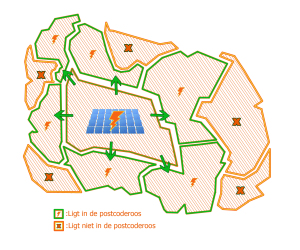 :Ligt in de postcoderoos
:Ligt niet in de postcoderoos